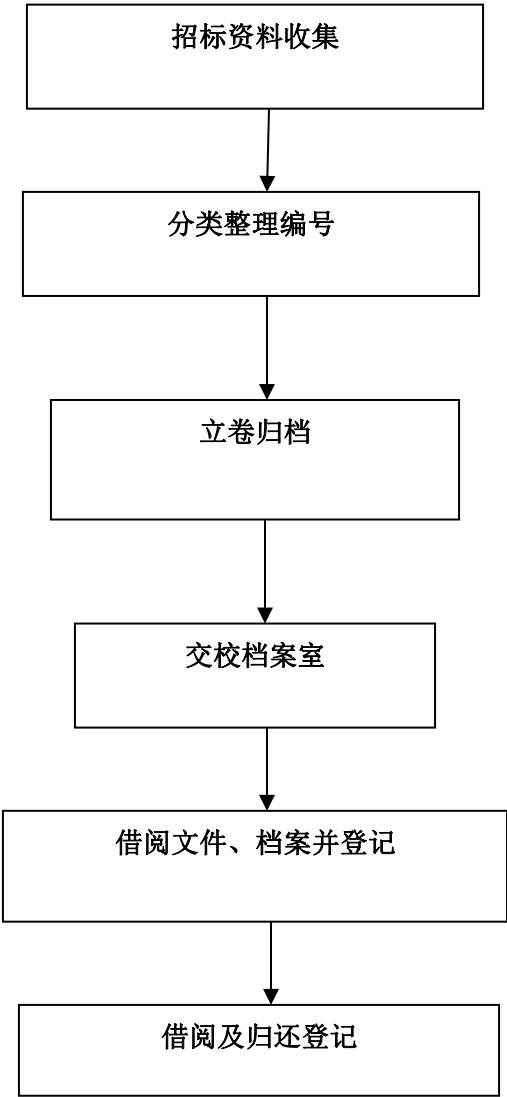 招标资料收集
分类整理编号
立卷归档
交校档案室
借阅文件、档案并登记
借阅及归还登记